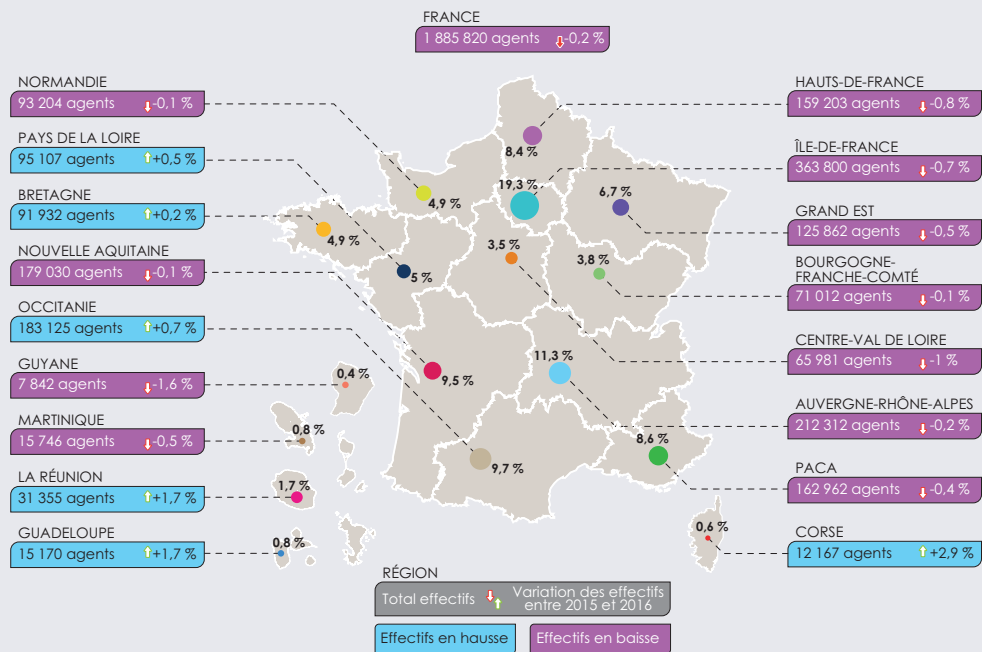 FRANCE
1 885 820 agents -0,2 %
NORMANDIE
93 204 agents -0,1 %
PAYS DE LA LOIRE
95 107 agents +0,5 %
BRETAGNE
91 932 agents +0,2 %
NOUVELLE AQUITAINE
179 030 agents -0,1 %
OCCITANIE
183 125 agents +0,7 %
GUYANE
7 842 agents -1,6 %
MARTINIQUE
15 746 agents -0,5 %
LA RÉUNION
31 355 agents +1,7 %
GUADELOUPE
15 170 agents +1,7 %
8,4 %
19,3 %
4,9 %
6,7 %
4,9 %
3,5 %
3,8 %
5 %
11,3 %
9,5 %
0,4 %
8,6 %
0,8 %
9,7 %
1,7 %
0,6 %
0,8 %
HAUTS-DE-FRANCE
159 203 agents -0,8 %
ÎLE-DE-FRANCE
363 800 agents -0,7 %
GRAND EST
125 862 agents -0,5 %
BOURGOGNE-
FRANCHE-COMTÉ
71 012 agents -0,1 %
CENTRE-VAL DE LOIRE
65 981 agents -1 %
AUVERGNE-RHÔNE-ALPES
212 312 agents -0,2 %
PACA
162 962 agents -0,4 %
CORSE
12 167 agents +2,9 %
RÉGION
Total effectifs Variation des effectifs
entre 2015 et 2016
Effectifs en hausse Effectifs en baisse